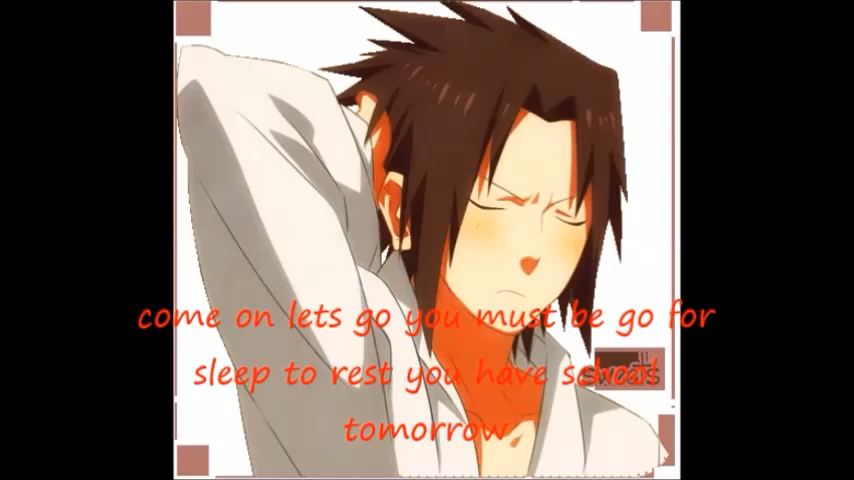 come on lets go you must be go for
sleep to rest you have school
tomorrow